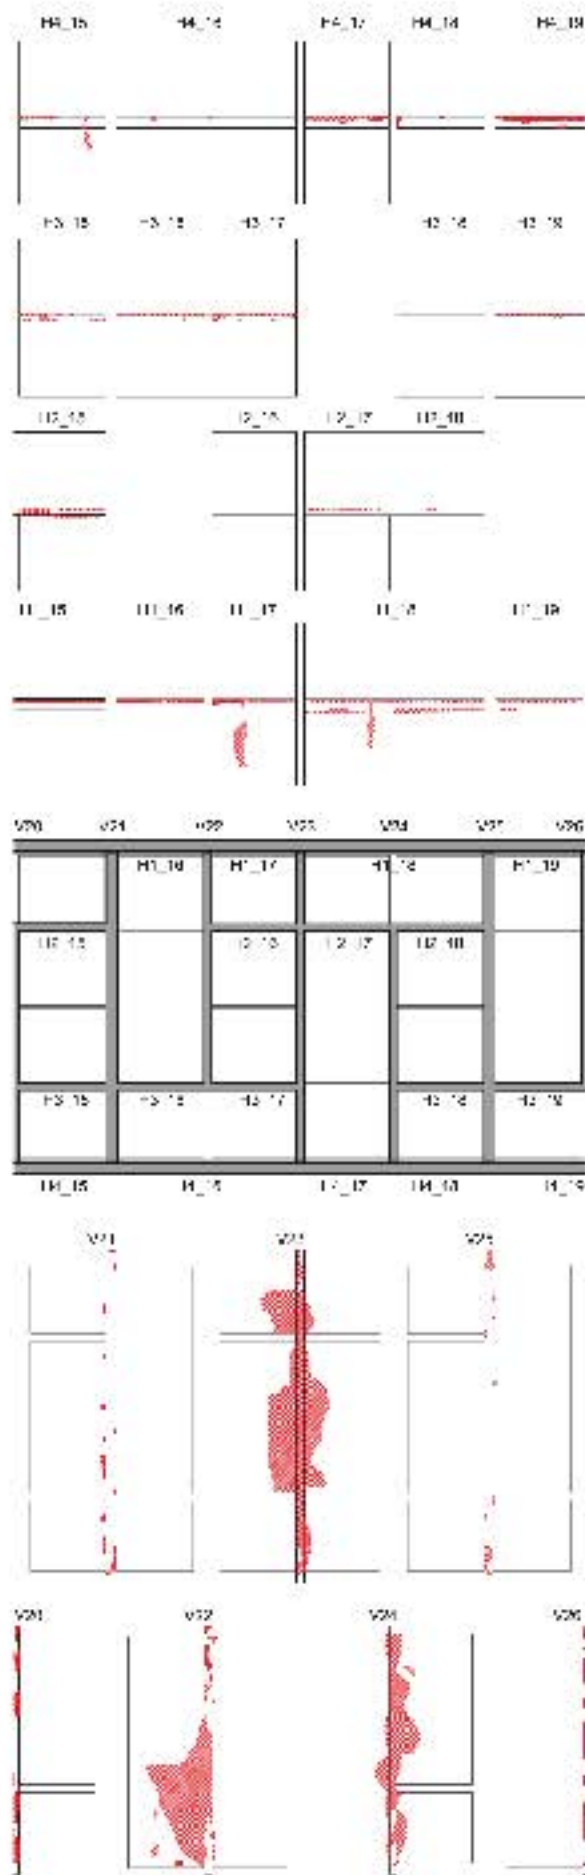 H4_15 H4_16 H4_17 H4_18 H4_19
H3_15 H3_16 H3_17 H3_18 H3_19
H2_15 H2_16 H2_17 H2_18
H1_15 H1_16 H1_17 H1_18 H1_19
V20 V21 V22 V23 V24 V25 V26
H1_16 H1_17 H1_18 H1_19
H2_15 H2_16 H2_17 H2_18
H3_15 H3_16 H3_17 H3_18 H3_19
H4_15 H4_16 H4_17 H4_18 H4_19
V21 V23 V25
V20 V22 V24 V26